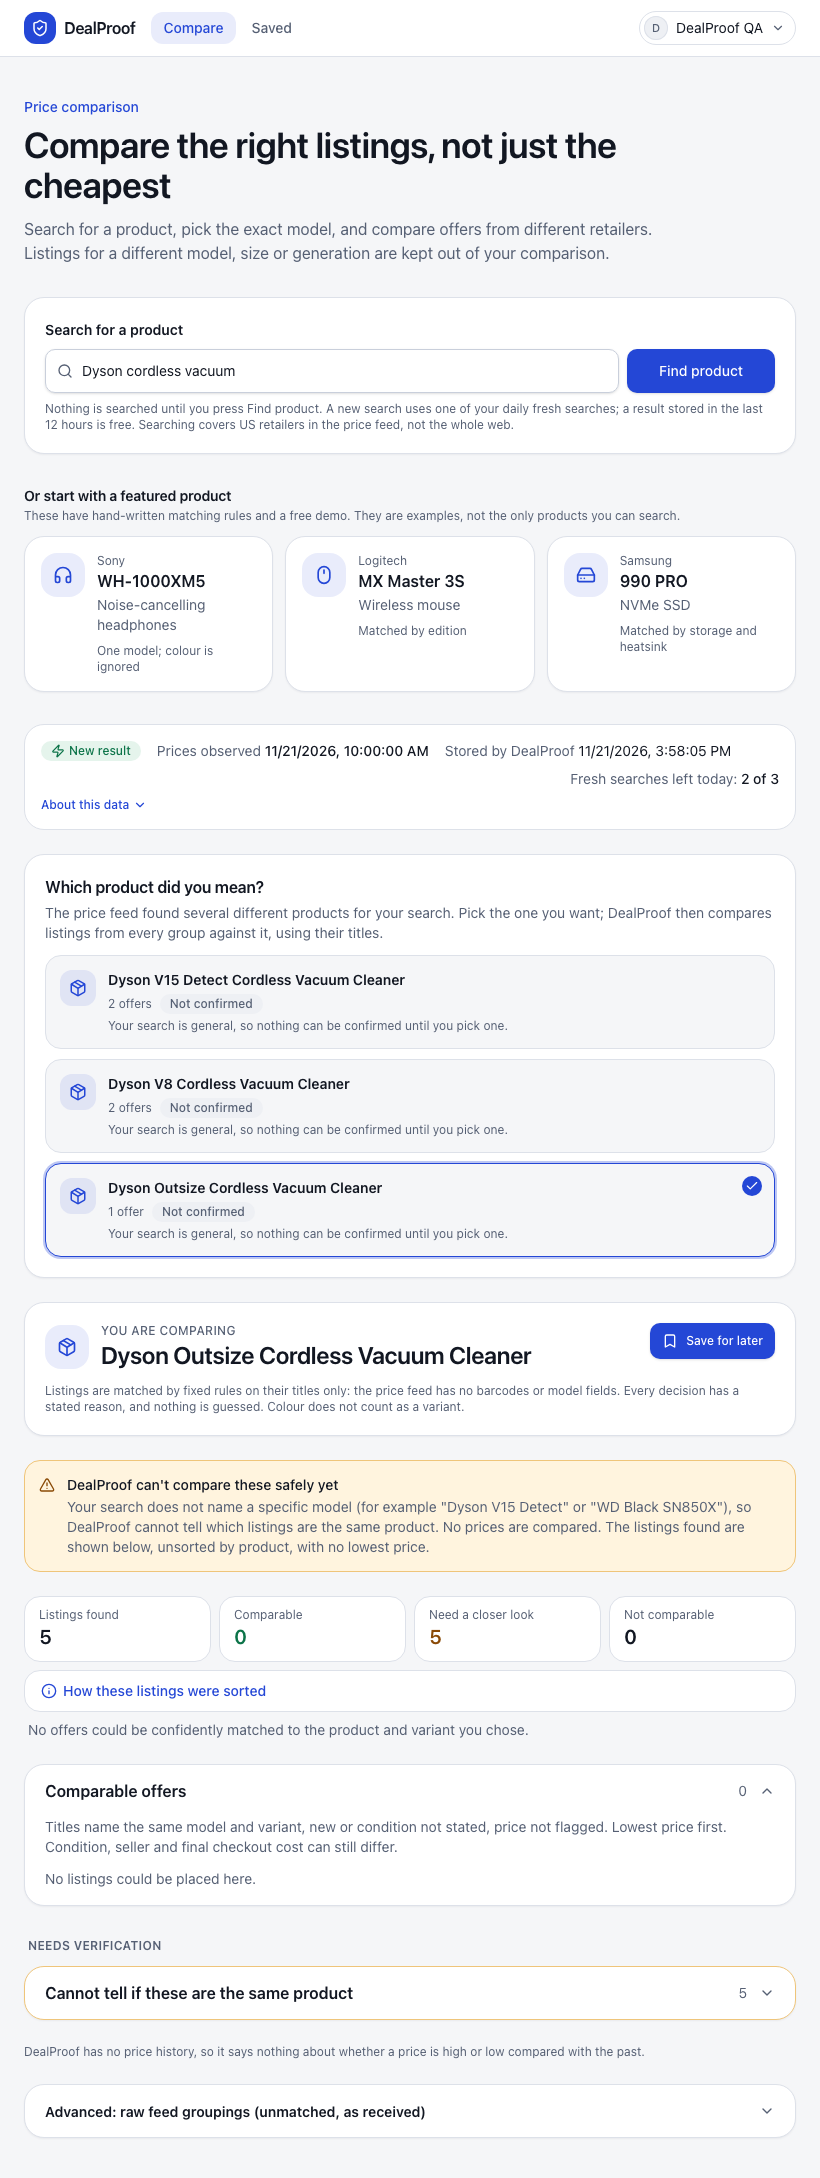 DealProof
Compare
Saved
D
DealProof QA
Price comparison
Compare the right listings, not just the
cheapest
Search for a product, pick the exact model, and compare offers from different retailers.
Listings for a different model, size or generation are kept out of your comparison.
Search for a product
Dyson cordless vacuum
Find product
Nothing is searched until you press Find product. A new search uses one of your daily fresh searches; a result stored in the last
12 hours is free. Searching covers US retailers in the price feed, not the whole web.
Or start with a featured product
These have hand-written matching rules and a free demo. They are examples, not the only products you can search.
Sony
WH-1000XM5
Noise-cancelling
headphones
One model; colour is
ignored
Logitech
MX Master 3S
Wireless mouse
Matched by edition
Samsung
990 PRO
NVMe SSD
Matched by storage and
heatsink
New result
Prices observed 11/21/2026, 10:00:00 AM
Stored by DealProof 11/21/2026, 3:58:05 PM
Fresh searches left today: 2 of 3
About this data
Which product did you mean?
The price feed found several different products for your search. Pick the one you want; DealProof then compares
listings from every group against it, using their titles.
Dyson V15 Detect Cordless Vacuum Cleaner
2 offers Not confirmed
Your search is general, so nothing can be confirmed until you pick one.
Dyson V8 Cordless Vacuum Cleaner
2 offers Not confirmed
Your search is general, so nothing can be confirmed until you pick one.
Dyson Outsize Cordless Vacuum Cleaner
1 offer Not confirmed
Your search is general, so nothing can be confirmed until you pick one.
YOU ARE COMPARING
Dyson Outsize Cordless Vacuum Cleaner
Save for later
Listings are matched by fixed rules on their titles only: the price feed has no barcodes or model fields. Every decision has a
stated reason, and nothing is guessed. Colour does not count as a variant.
DealProof can't compare these safely yet
Your search does not name a specific model (for example "Dyson V15 Detect" or "WD Black SN850X"), so
DealProof cannot tell which listings are the same product. No prices are compared. The listings found are
shown below, unsorted by product, with no lowest price.
Listings found
5
Comparable
0
Need a closer look
5
Not comparable
0
How these listings were sorted
No offers could be confidently matched to the product and variant you chose.
Comparable offers
0
Titles name the same model and variant, new or condition not stated, price not flagged. Lowest price first.
Condition, seller and final checkout cost can still differ.
No listings could be placed here.
NEEDS VERIFICATION
Cannot tell if these are the same product
5
DealProof has no price history, so it says nothing about whether a price is high or low compared with the past.
Advanced: raw feed groupings (unmatched, as received)